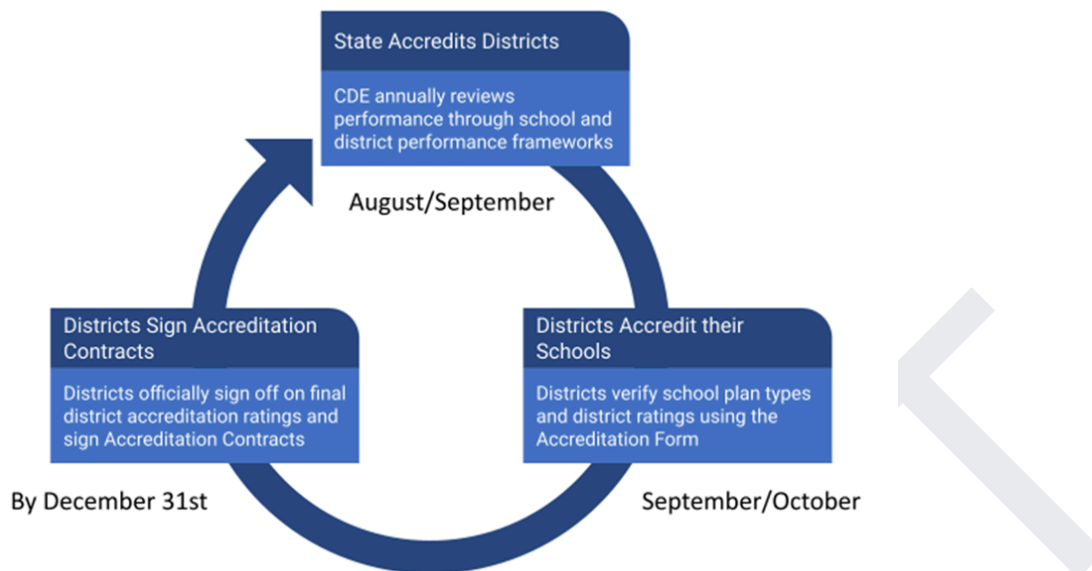 State Accredits Districts
CDE annually reviews
performance through school and
district performance frameworks
August/September
Districts Sign Accreditation
Contracts
Districts officially sign off on final
district accreditation ratings and
sign Accreditation Contracts
By December 31st
Districts Accredit their
Schools
Districts verify school plan types
and district ratings using the
Accreditation Form
September/October